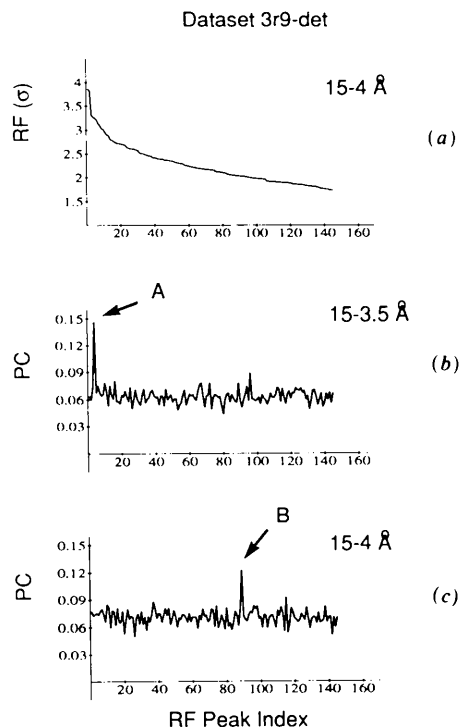 Dataset 3r9-det
15-4 Å
RF (σ)
4
3.5
3
2.5
2
1.5
20 40 60 80 100 120 140 160
(a)
A
15-3.5 Å
PC
0.15
0.12
0.09
0.06
0.03
20 40 60 80 100 120 140 160
(b)
B
15-4 Å
PC
0.15
0.12
0.09
0.06
0.03
20 40 60 80 100 120 140 160
(c)
RF Peak Index